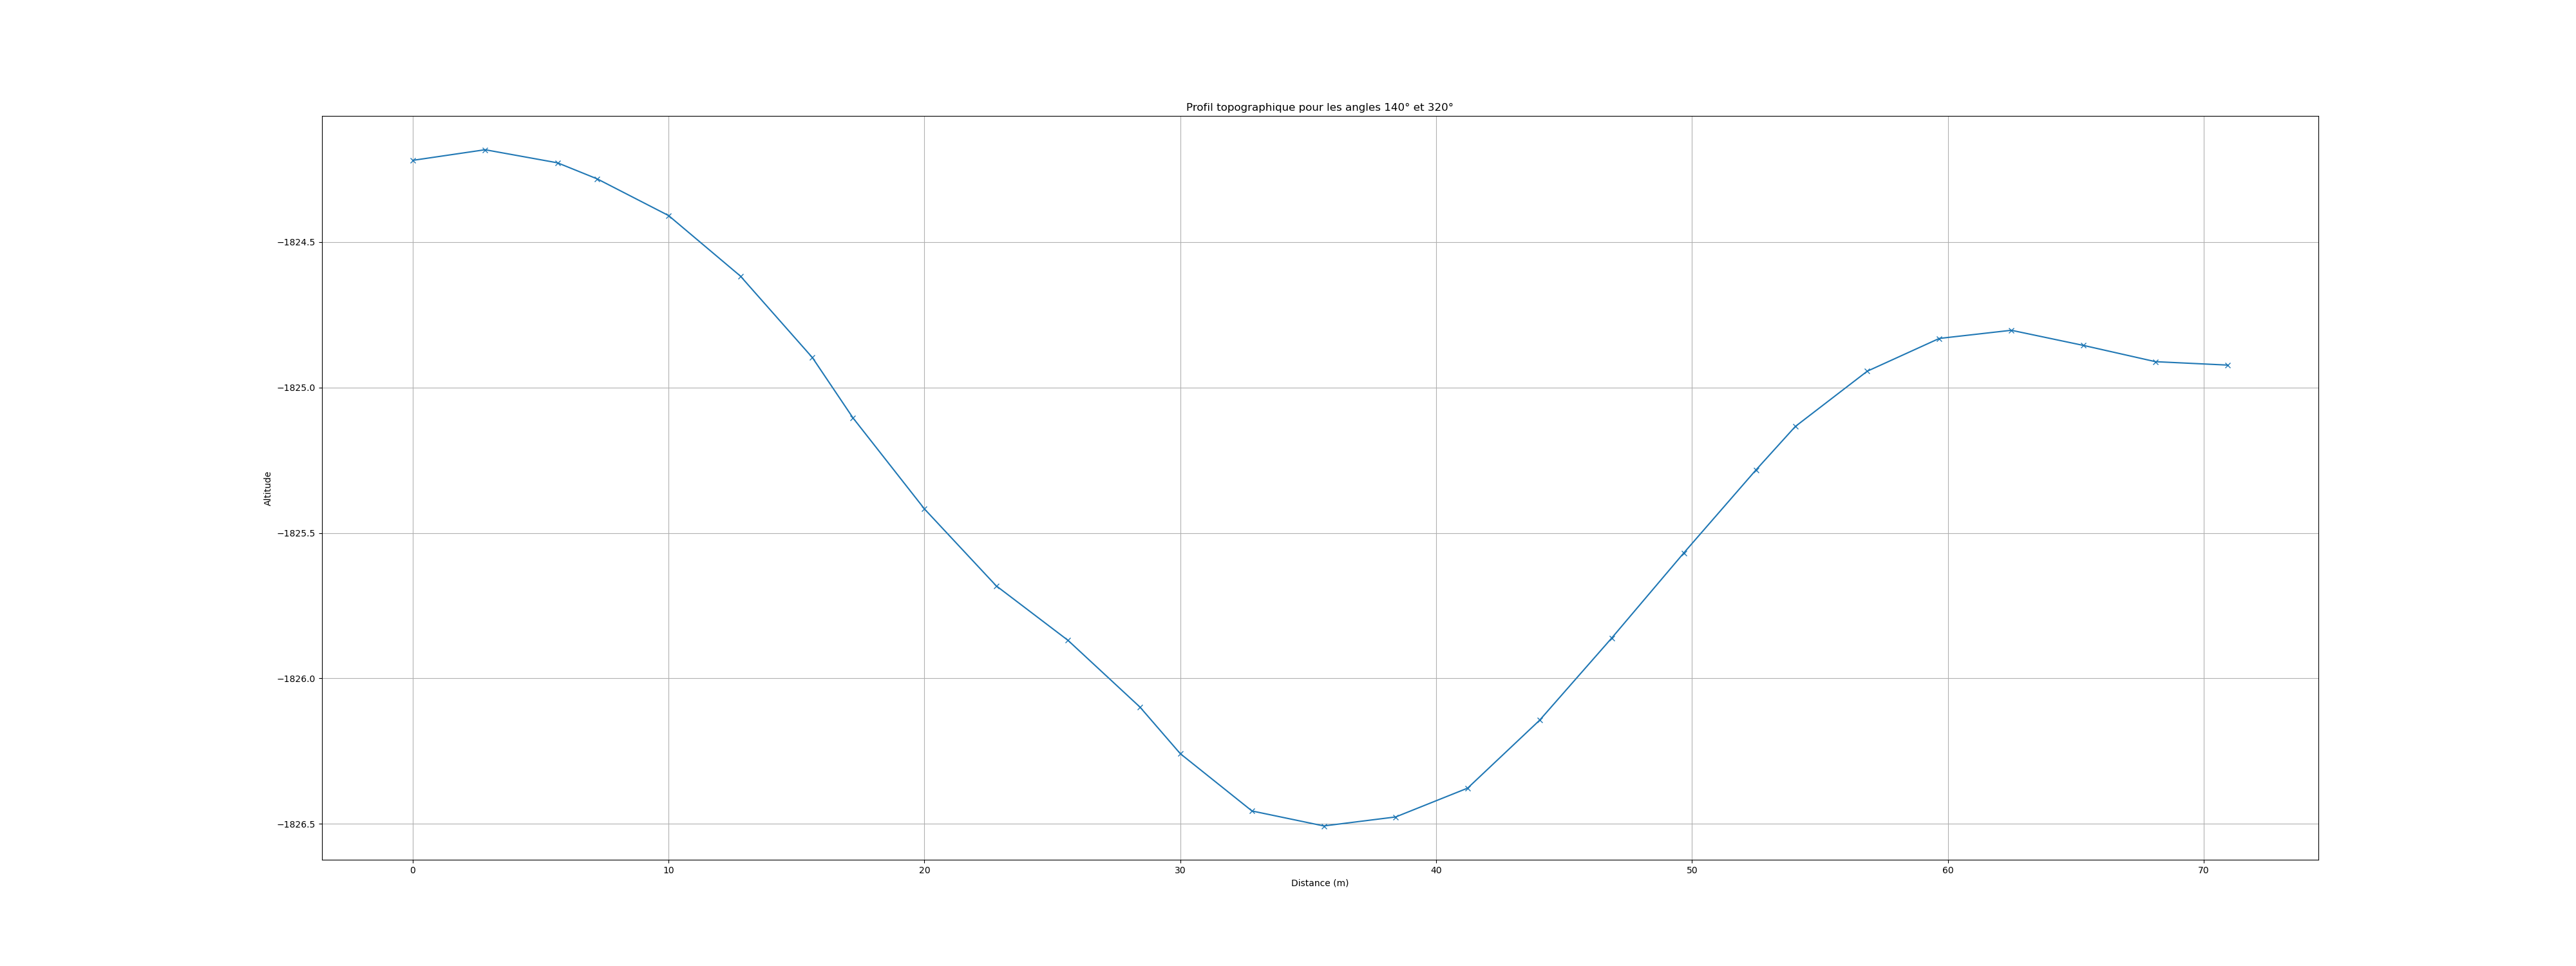 Profil topographique pour les angles 140° et 320°
−1824.5
−1825.0
−1825.5
−1826.0
−1826.5
Altitude
0 10 20 30 40 50 60 70
Distance (m)